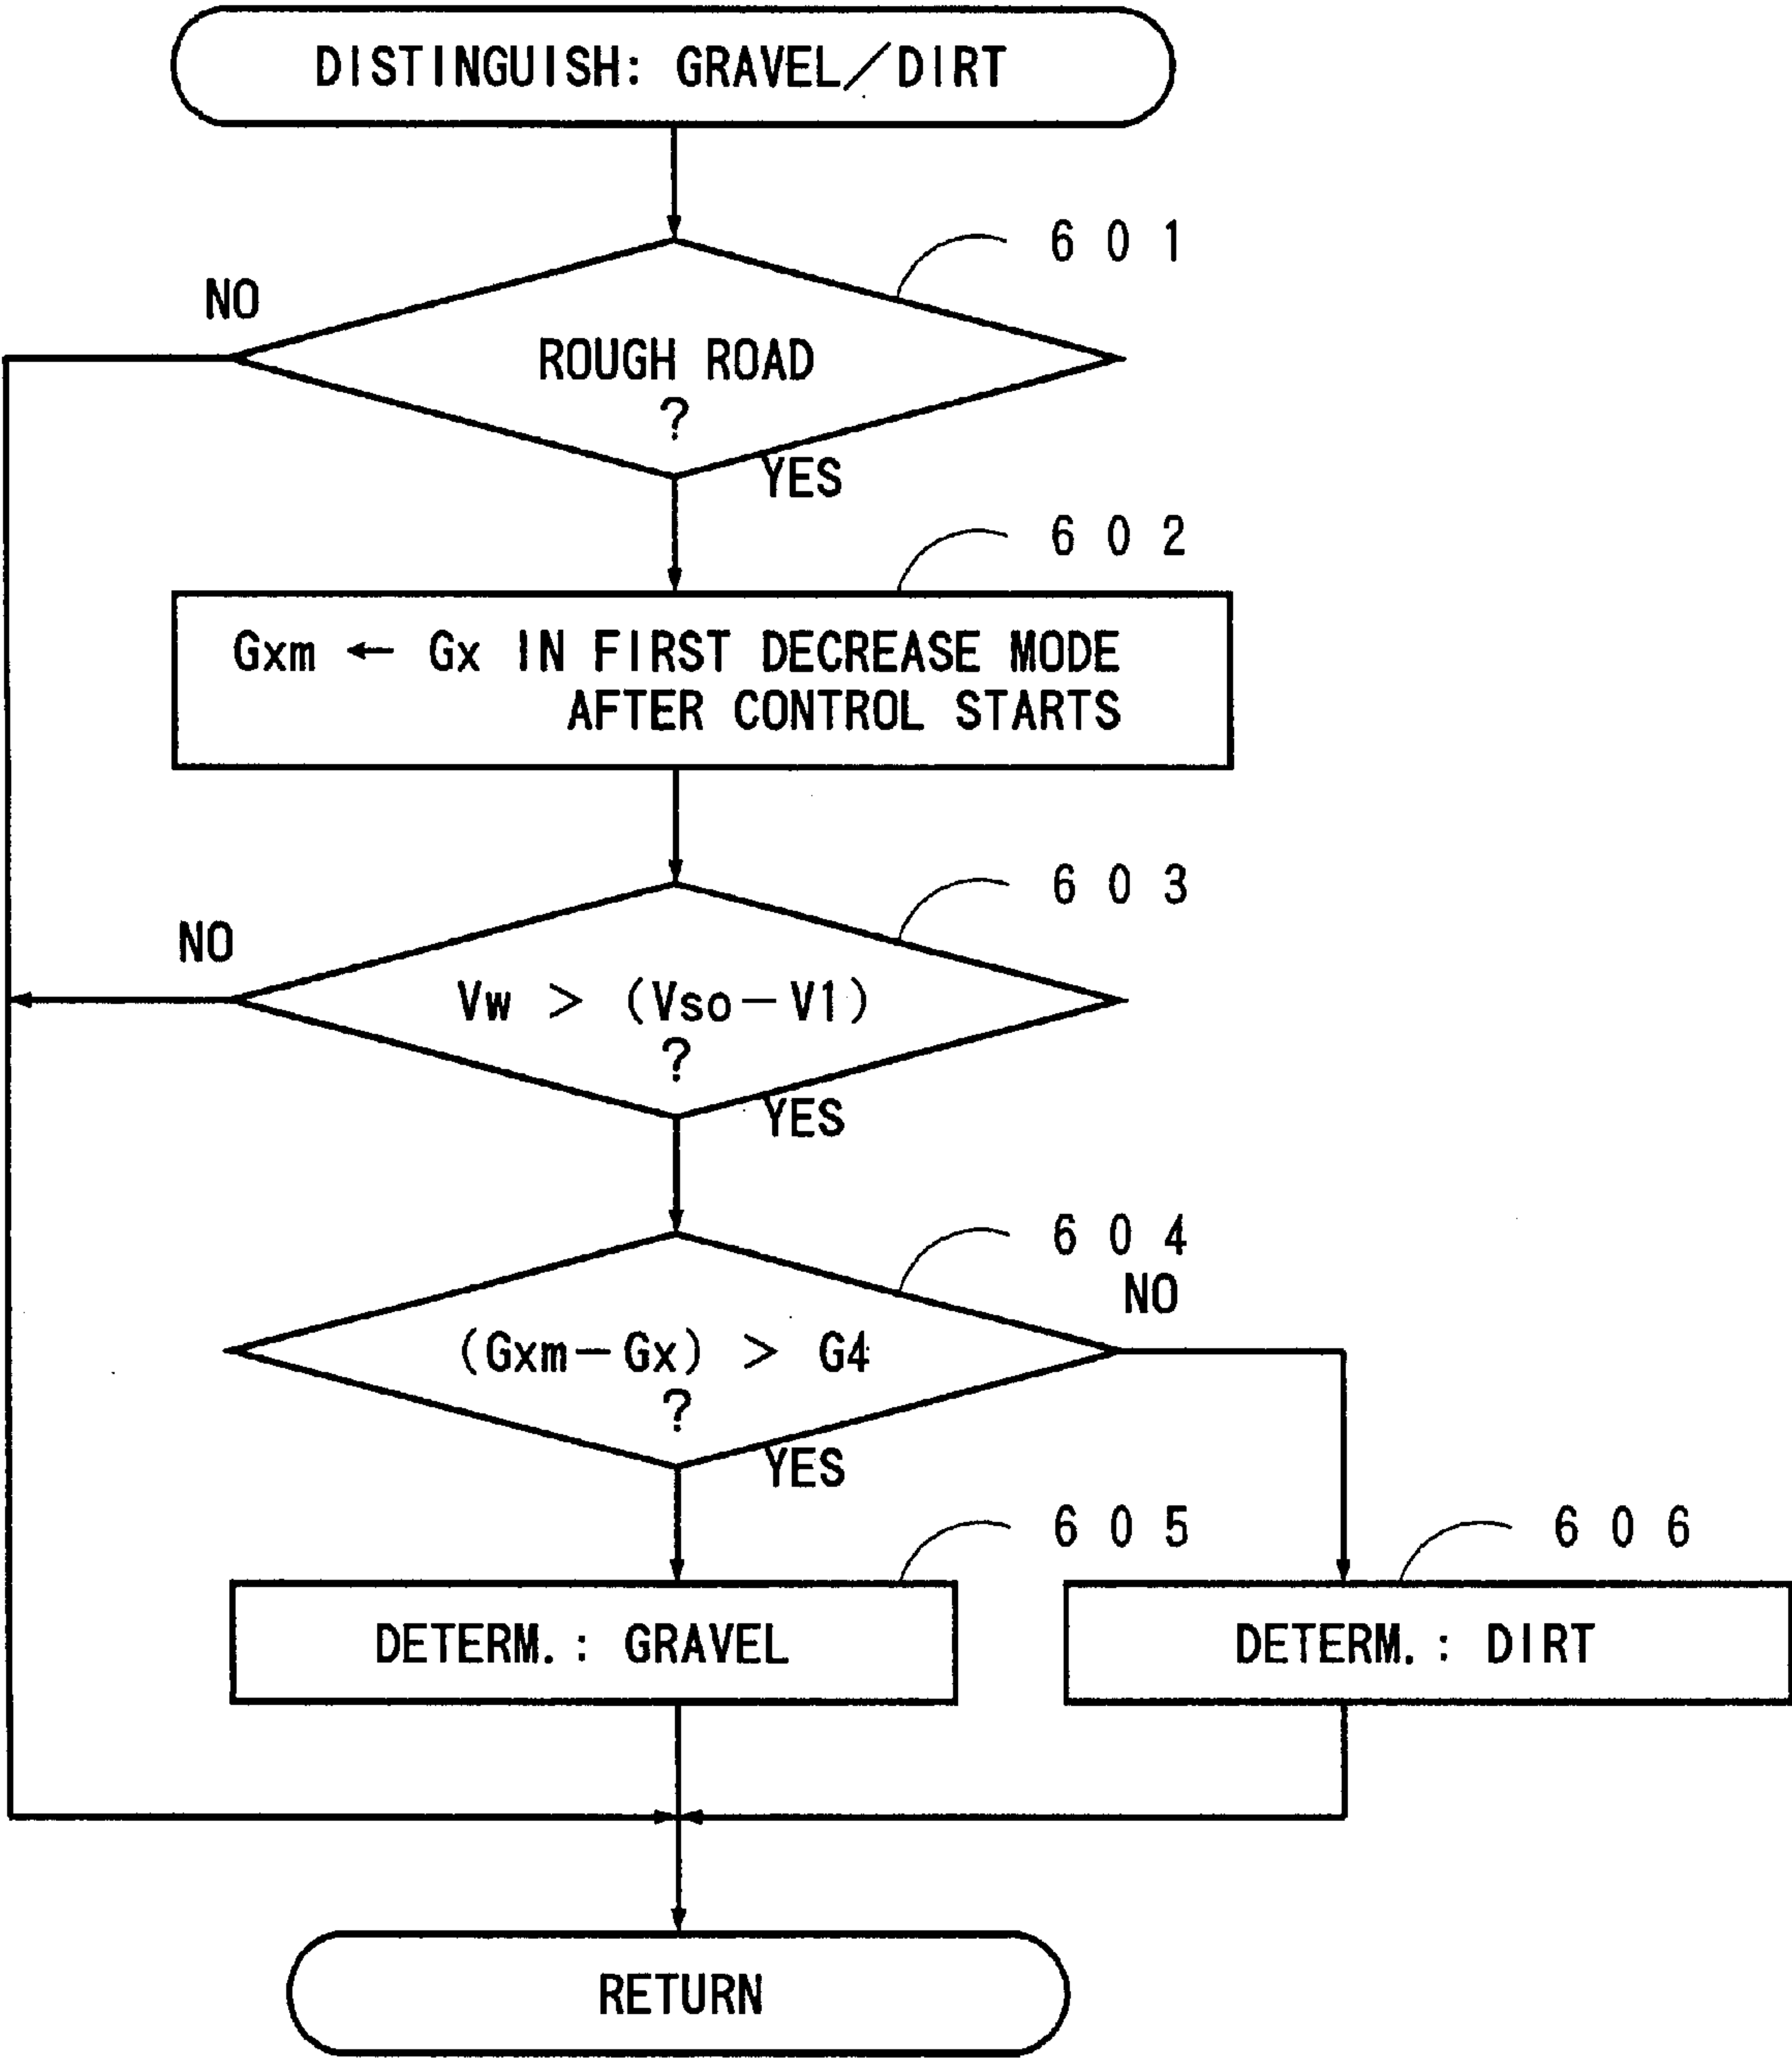 DISTINGUISH: GRAVEL/DIRT
601
NO
ROUGH ROAD
?
YES
602
Gxm ← Gx IN FIRST DECREASE MODE
AFTER CONTROL STARTS
603
NO
Vw > (Vso-V1)
?
YES
604
NO
(Gxm-Gx) > G4
?
YES
605
606
DETERM.: GRAVEL
DETERM.: DIRT
RETURN